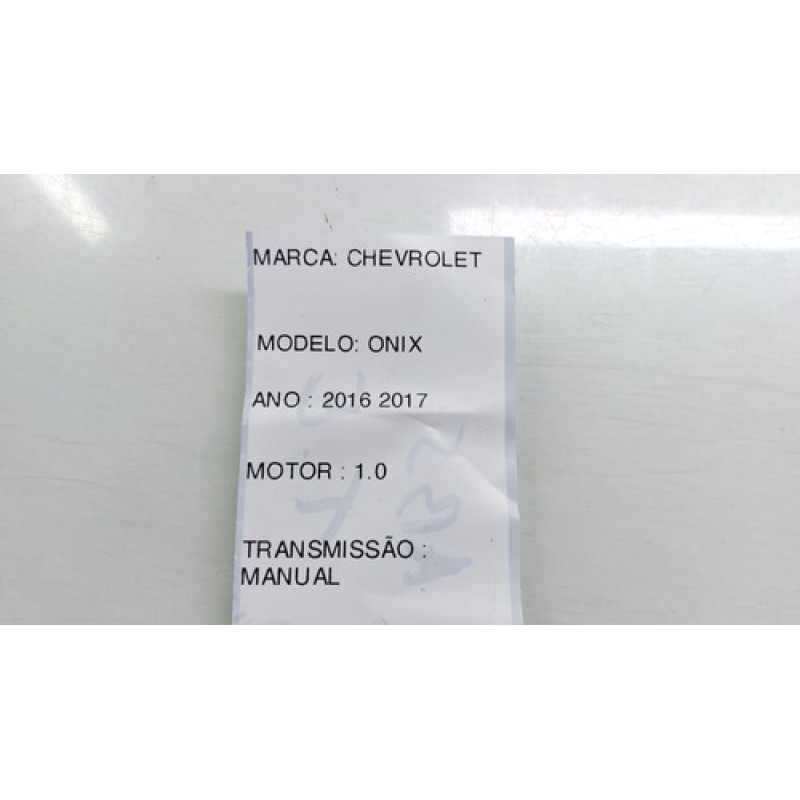 MARCA: CHEVROLET
MODELO: ONIX
ANO : 2016 2017
MOTOR : 1.0
TRANSMISSÃO :
MANUAL